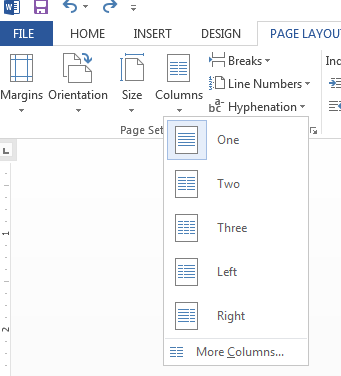 FILE HOME INSERT DESIGN PAGE LAYOU
Margins Orientation Size Columns
Breaks
Line Numbers
Hyphenation
Page Set
One
Two
Three
Left
Right
More Columns...
1
2